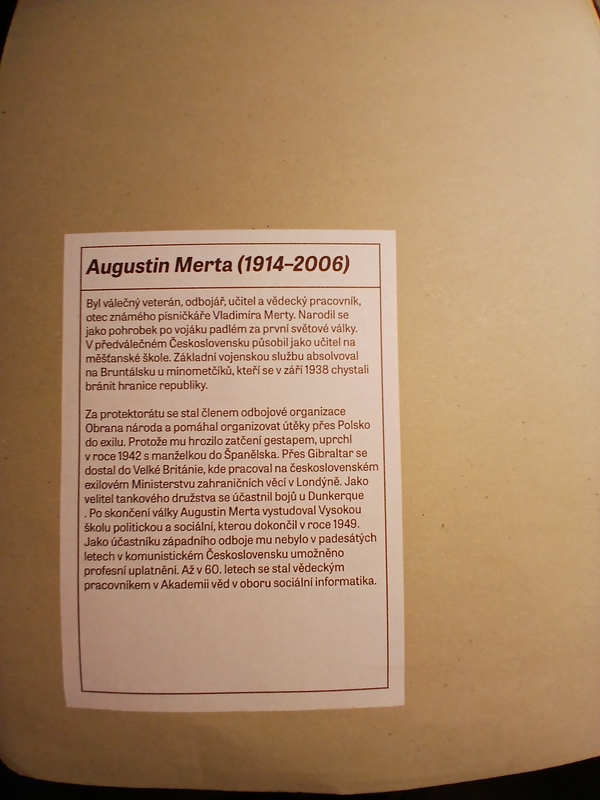 Augustin Merta (1914–2006)
Byl válečný veterán, odbojář, učitel a vědecký pracovník,
otec známého písničkáře Vladimíra Merty. Narodil se
jako pohrobek po vojáku padlém za první světové války.
V předválečném Československu působil jako učitel na
měšťanské škole. Základní vojenskou službu absolvoval
na Bruntálsku u minometčíků, kteří se v září 1938 chystali
bránit hranice republiky.
Za protektorátu se stal členem odbojové organizace
Obrana národa a pomáhal organizovat útěky přes Polsko
do exilu. Protože mu hrozilo zatčení gestapem, uprchl
v roce 1942 s manželkou do Španělska. Přes Gibraltar se
dostal do Velké Británie, kde pracoval na československém
exilovém Ministerstvu zahraničních věcí v Londýně. Jako
velitel tankového družstva se účastnil bojů u Dunkerque
. Po skončení války Augustin Merta vystudoval Vysokou
školu politickou a sociální, kterou dokončil v roce 1949.
Jako účastníku západního odboje mu nebylo v padesátých
letech v komunistickém Československu umožněno
profesní uplatnění. Až v 60. letech se stal vědeckým
pracovníkem v Akademii věd v oboru sociální informatika.